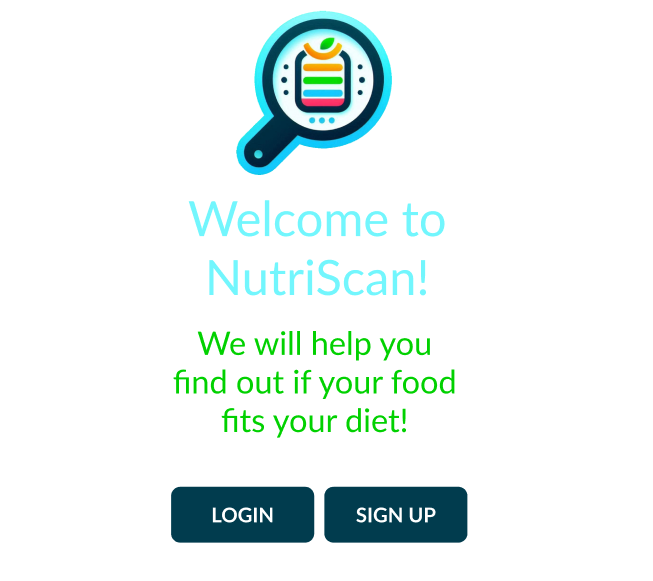 Welcome to
NutriScan!
We will help you
find out if your food
fits your diet!
LOGIN SIGN UP